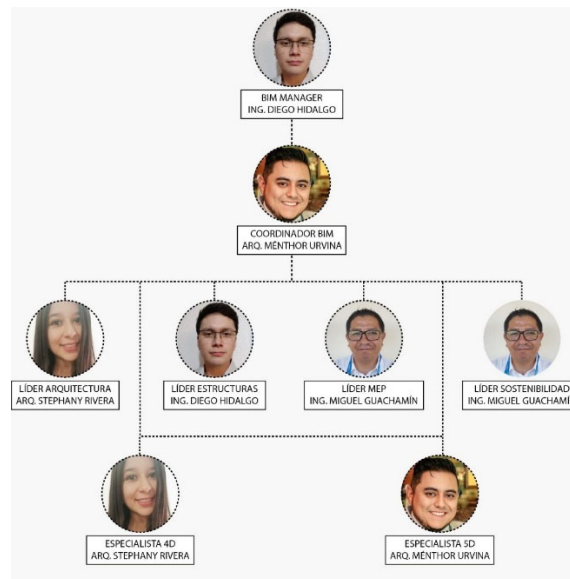 BIM MANAGER
ING. DIEGO HIDALGO
COORDINADOR BIM
ARQ. MÉNTHOR URVINA
LÍDER ARQUITECTURA
ARQ. STEPHANY RIVERA
LÍDER ESTRUCTURAS
ING. DIEGO HIDALGO
LÍDER MEP
ING. MIGUEL GUACHAMÍN
LÍDER SOSTENIBILIDAD
ING. MIGUEL GUACHAMÍ
ESPECIALISTA 4D
ARQ. STEPHANY RIVERA
ESPECIALISTA 5D
ARQ. MÉNTHOR URVINA